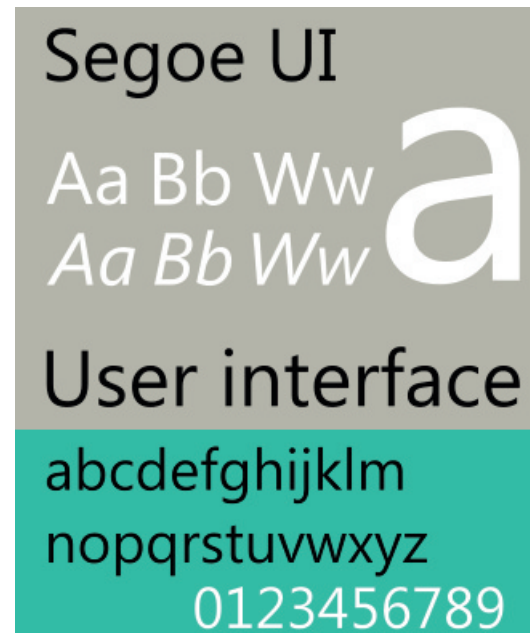 Segoe UI
a
Aa Bb Ww
Aa Bb Ww
User interface
abcdefghijklm
nopqrstuvwxyz
0123456789